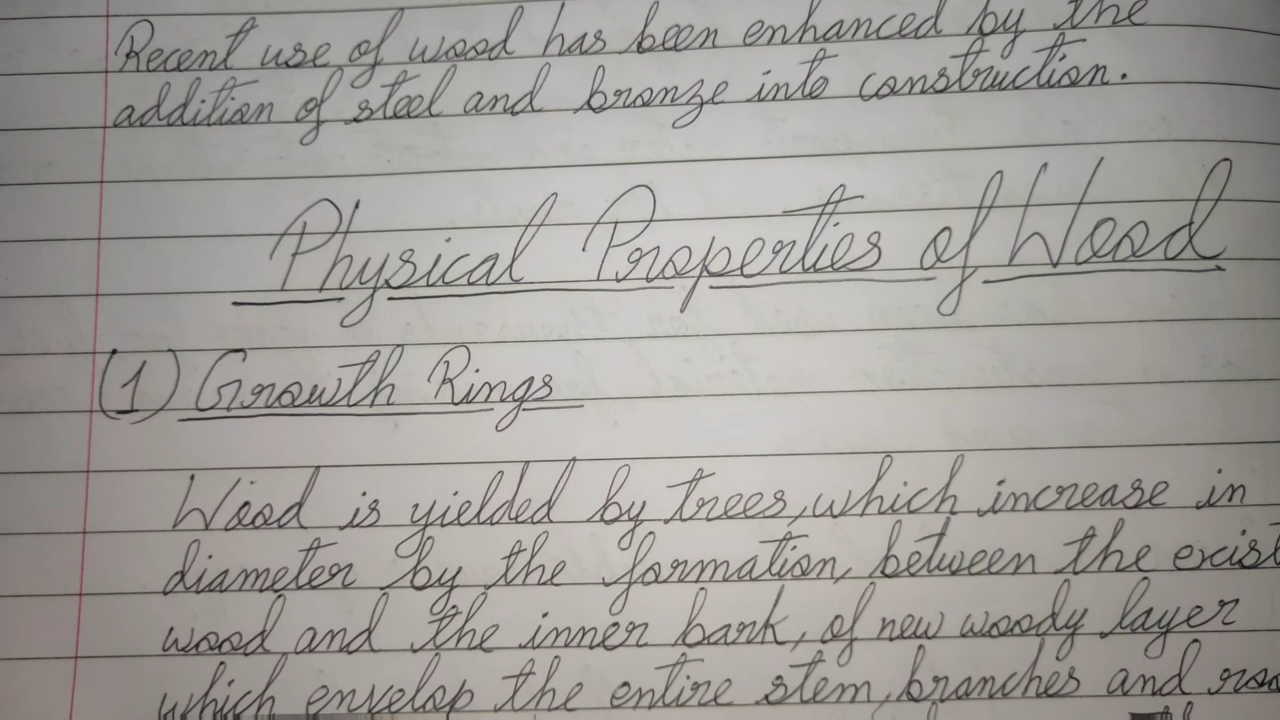 Recent use of wood has been enhanced by the
addition of steel and bronze into construction.
Physical Properties of Wood
(1) Growth Rings
Wood is yielded by trees, which increase in
diameter by the formation, between the exist
wood and the inner bark, of new woody layer
which envelop the entire stem, branches and roo